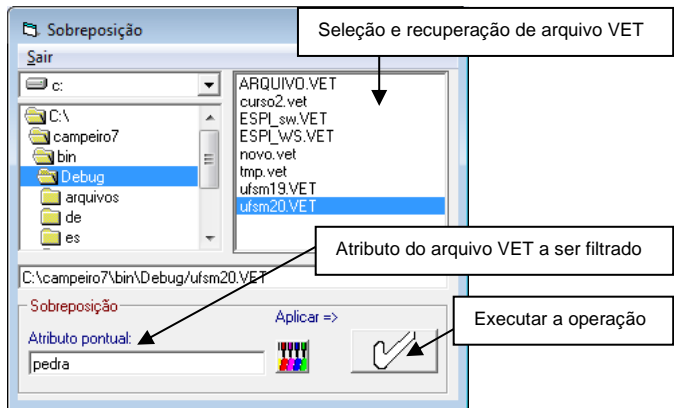 Sobreposição
Seleção e recuperação de arquivo VET
Sair
c:
C:\
campeiro7
bin
Debug
arquivos
de
es
ARQUIVO.VET
curso2.vet
ESPI_sw.VET
ESPI_WS.VET
novo.vet
tmp.vet
ufsm19.VET
ufsm20.VET
Atributo do arquivo VET a ser filtrado
C:\campeiro7\bin\Debug/ufsm20.VET
Sobreposição
Aplicar =>
Executar a operação
Atributo pontual:
pedra